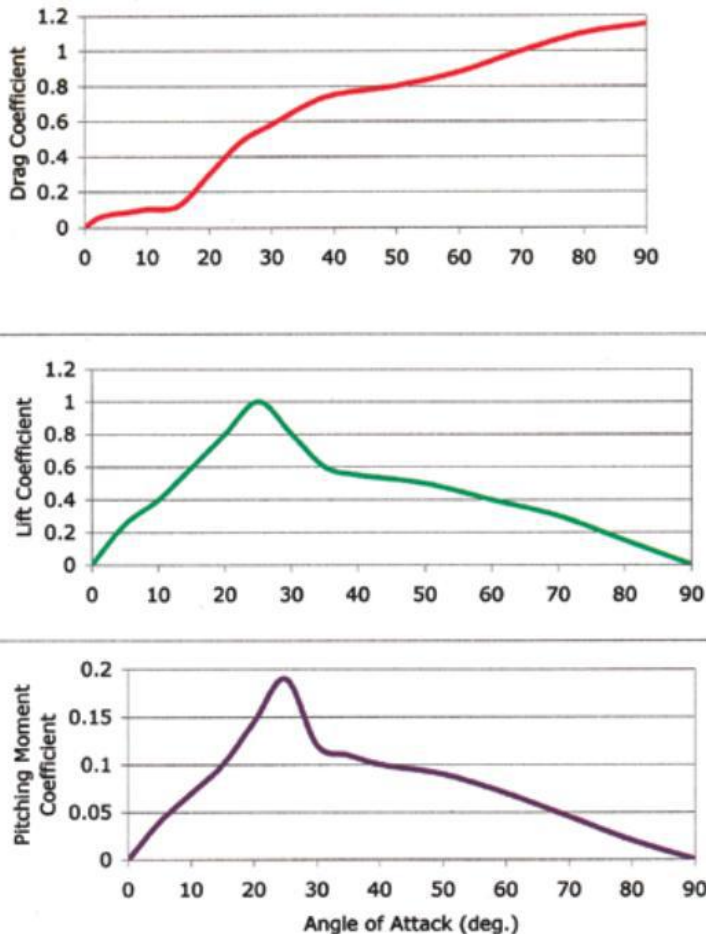 Drag Coefficient
1.2
1
0.8
0.6
0.4
0.2
0
0 10 20 30 40 50 60 70 80 90
Lift Coefficient
1.2
1
0.8
0.6
0.4
0.2
0
0 10 20 30 40 50 60 70 80 90
Pitching Moment
Coefficient
0.2
0.15
0.1
0.05
0
0 10 20 30 40 50 60 70 80 90
Angle of Attack (deg.)